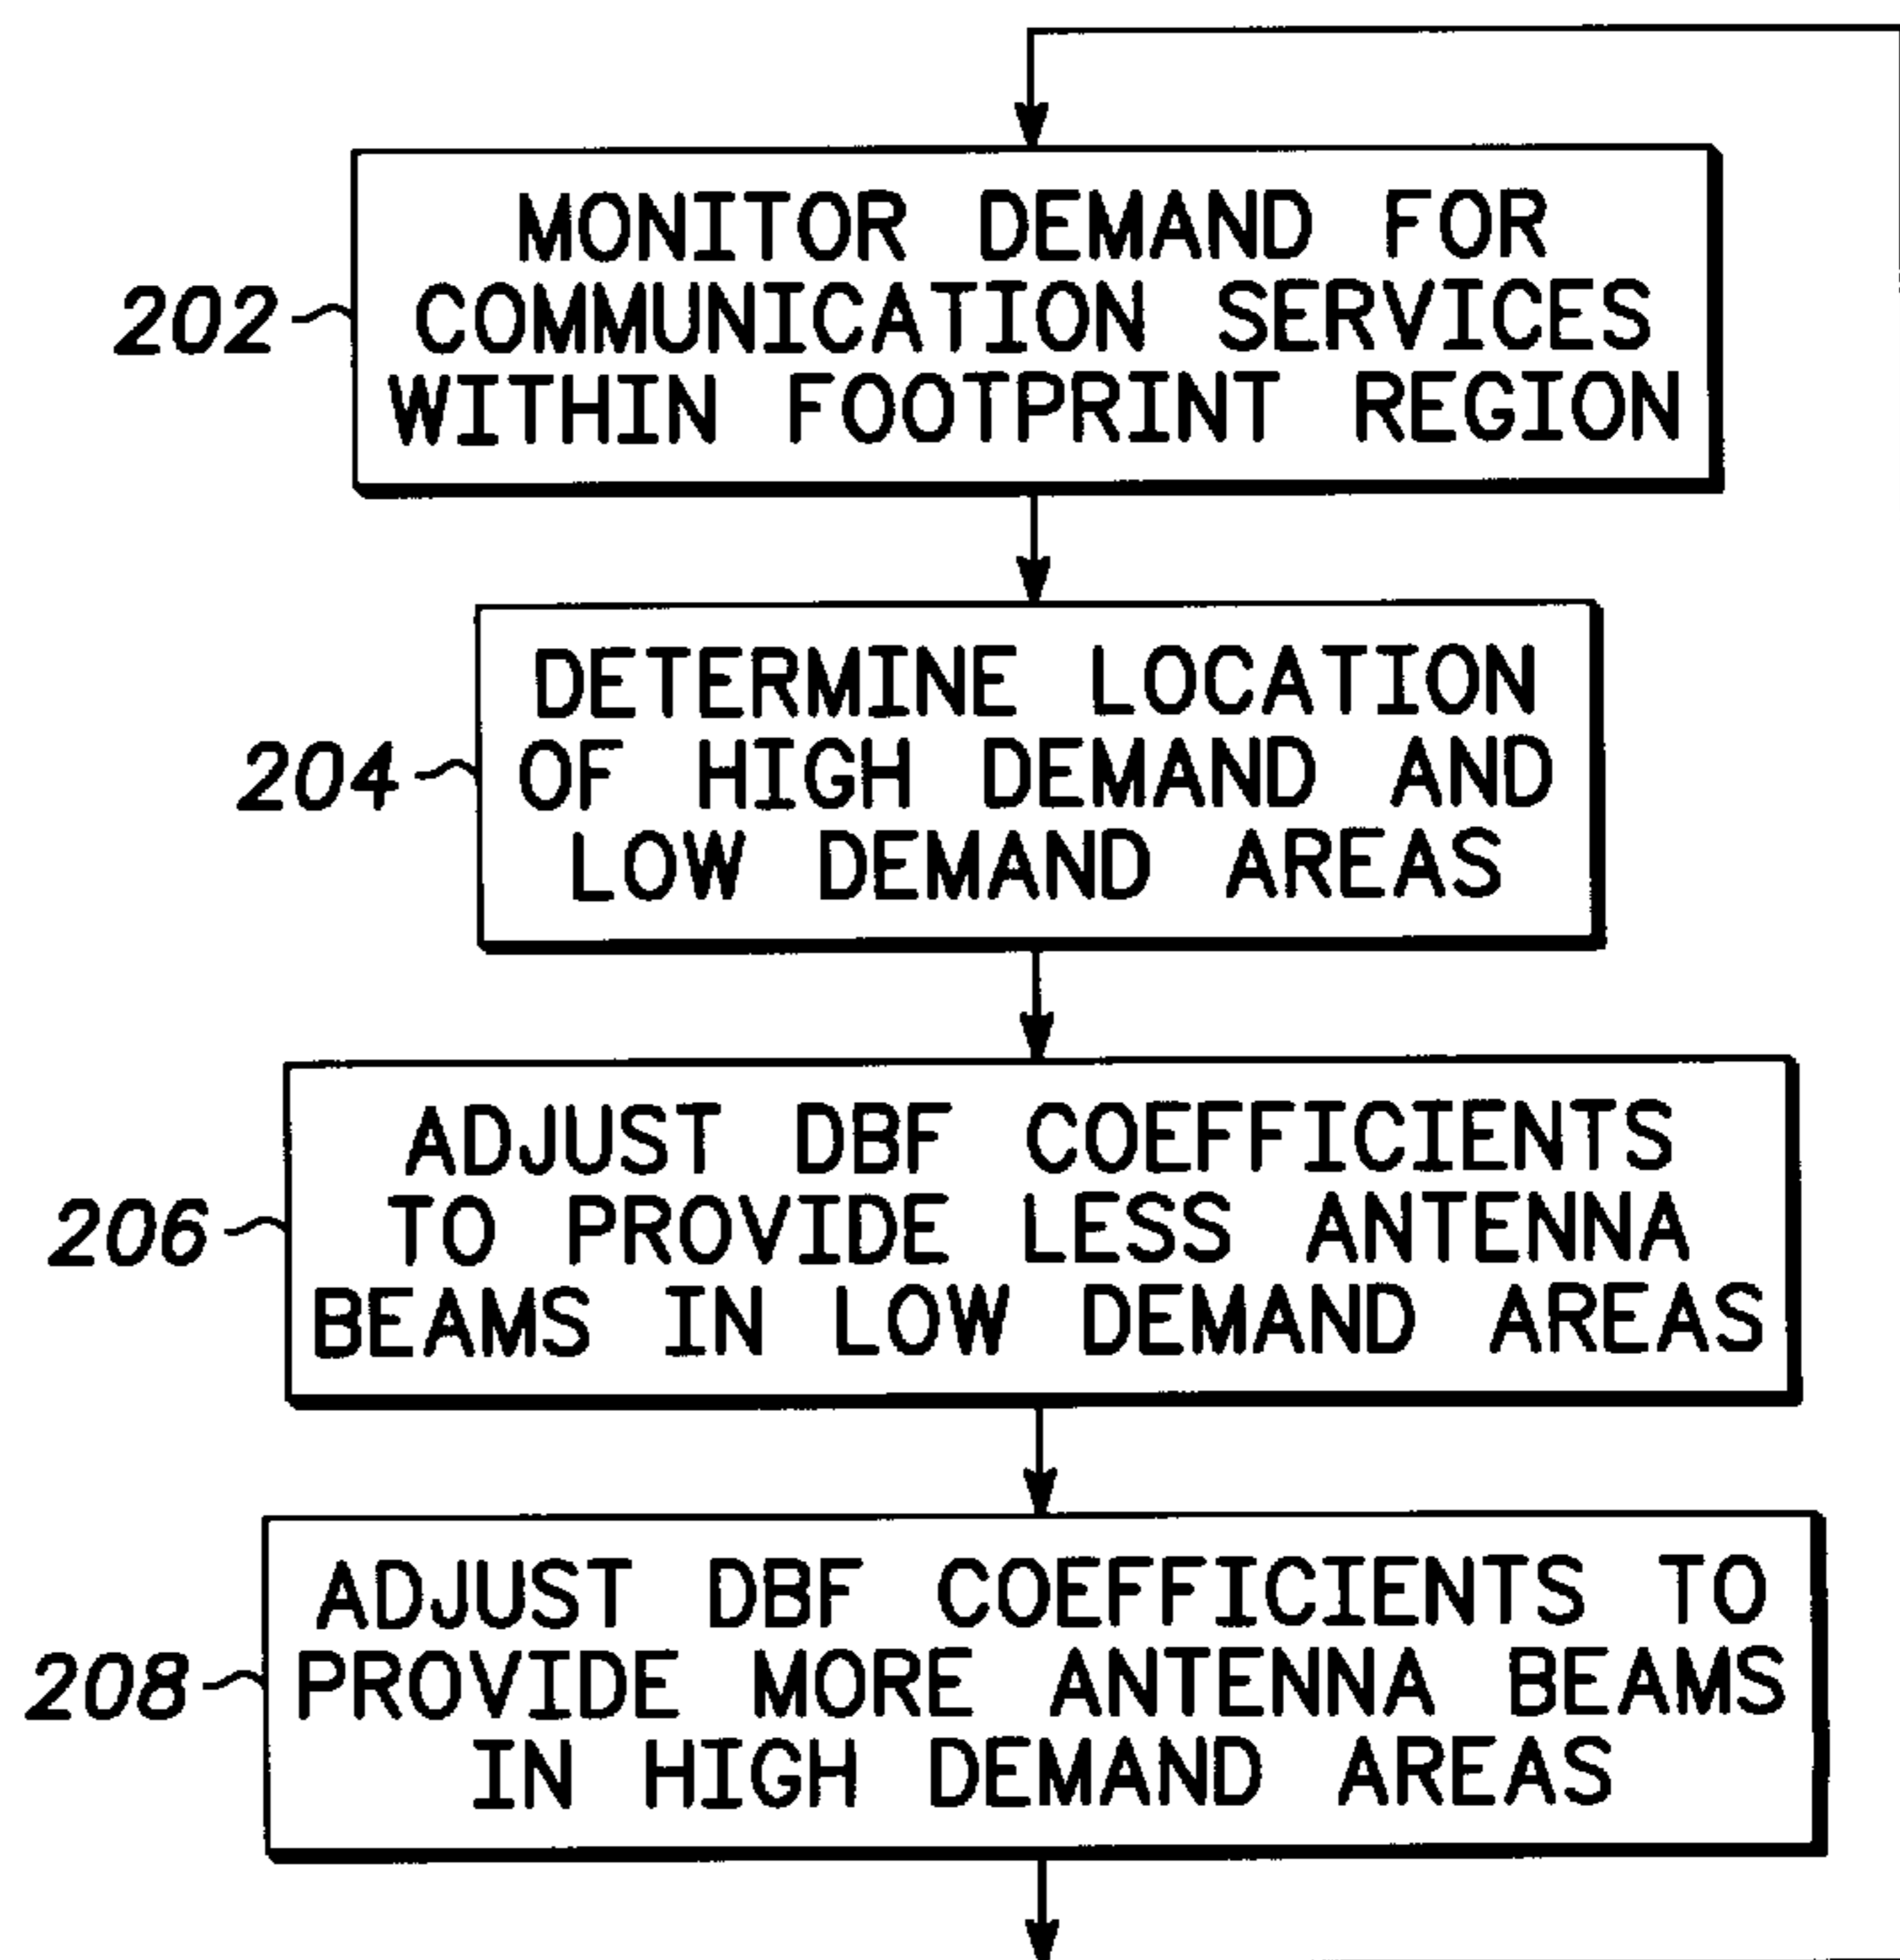 MONITOR DEMAND FOR
202 COMMUNICATION SERVICES
WITHIN FOOTPRINT REGION
DETERMINE LOCATION
204 OF HIGH DEMAND AND
LOW DEMAND AREAS
ADJUST DBF COEFFICIENTS
206 TO PROVIDE LESS ANTENNA
BEAMS IN LOW DEMAND AREAS
ADJUST DBF COEFFICIENTS TO
208 PROVIDE MORE ANTENNA BEAMS
IN HIGH DEMAND AREAS